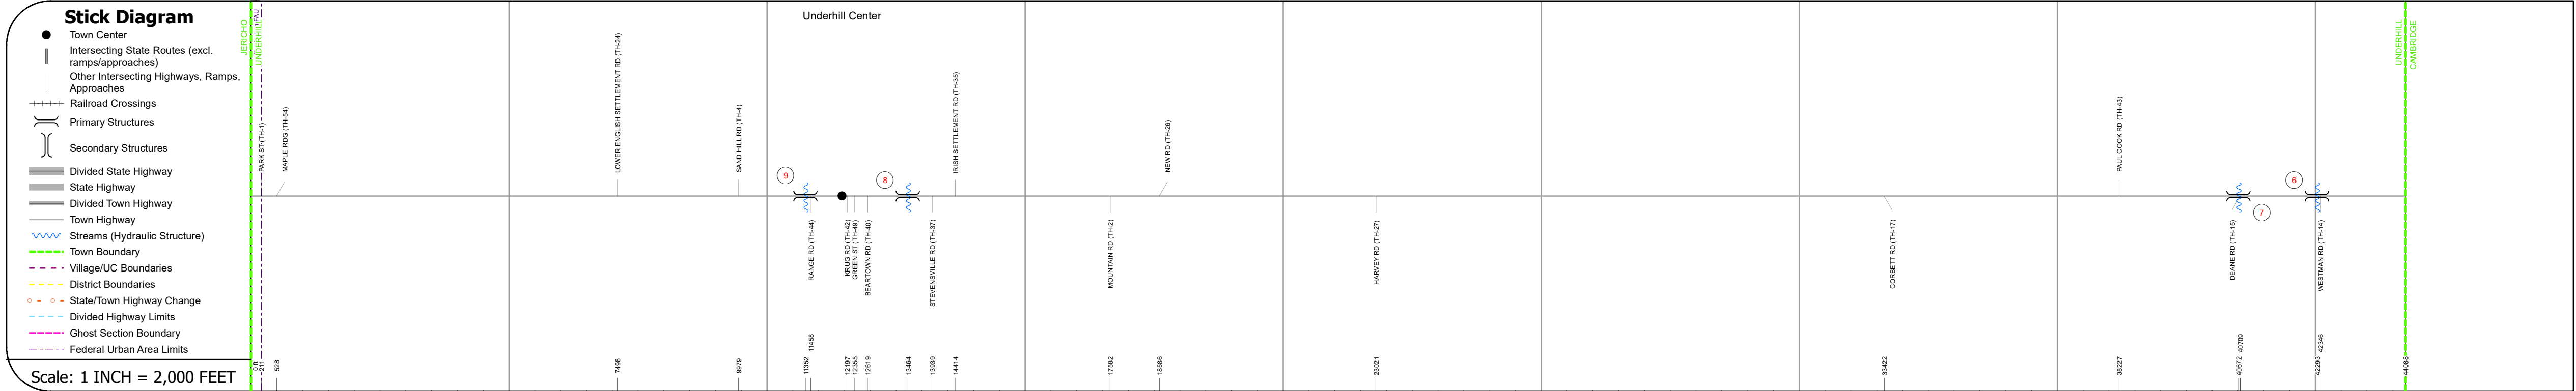 Stick Diagram
Town Center
Intersecting State Routes (excl.
ramps/approaches)
Other Intersecting Highways, Ramps,
Approaches
Railroad Crossings
Primary Structures
Secondary Structures
Divided State Highway
State Highway
Divided Town Highway
Town Highway
Streams (Hydraulic Structure)
Town Boundary
Village/UC Boundaries
District Boundaries
State/Town Highway Change
Divided Highway Limits
Ghost Section Boundary
Federal Urban Area Limits
Scale: 1 INCH = 2,000 FEET
JERICHO
UNDERHILL
FAU
Underhill Center
UNDERHILL
CAMBRIDGE
PARK ST (TH-1)
MAPLE RDG (TH-54)
LOWER ENGLISH SETTLEMENT RD (TH-24)
SAND HILL RD (TH-4)
IRISH SETTLEMENT RD (TH-35)
NEW RD (TH-26)
PAUL COOK RD (TH-43)
9
8
7
6
RANGE RD (TH-44)
KRUG RD (TH-42)
GREEN ST (TH-49)
BEARTOWN RD (TH-40)
STEVENSVILLE RD (TH-37)
MOUNTAIN RD (TH-2)
HARVEY RD (TH-27)
CORBETT RD (TH-17)
DEANE RD (TH-15)
WESTMAN RD (TH-14)
0 ft
211
528
7498
9979
11352
11458
12197
12355
12619
13464
13939
14414
17582
18586
23021
33422
38227
40672
40709
42293
42346
44088